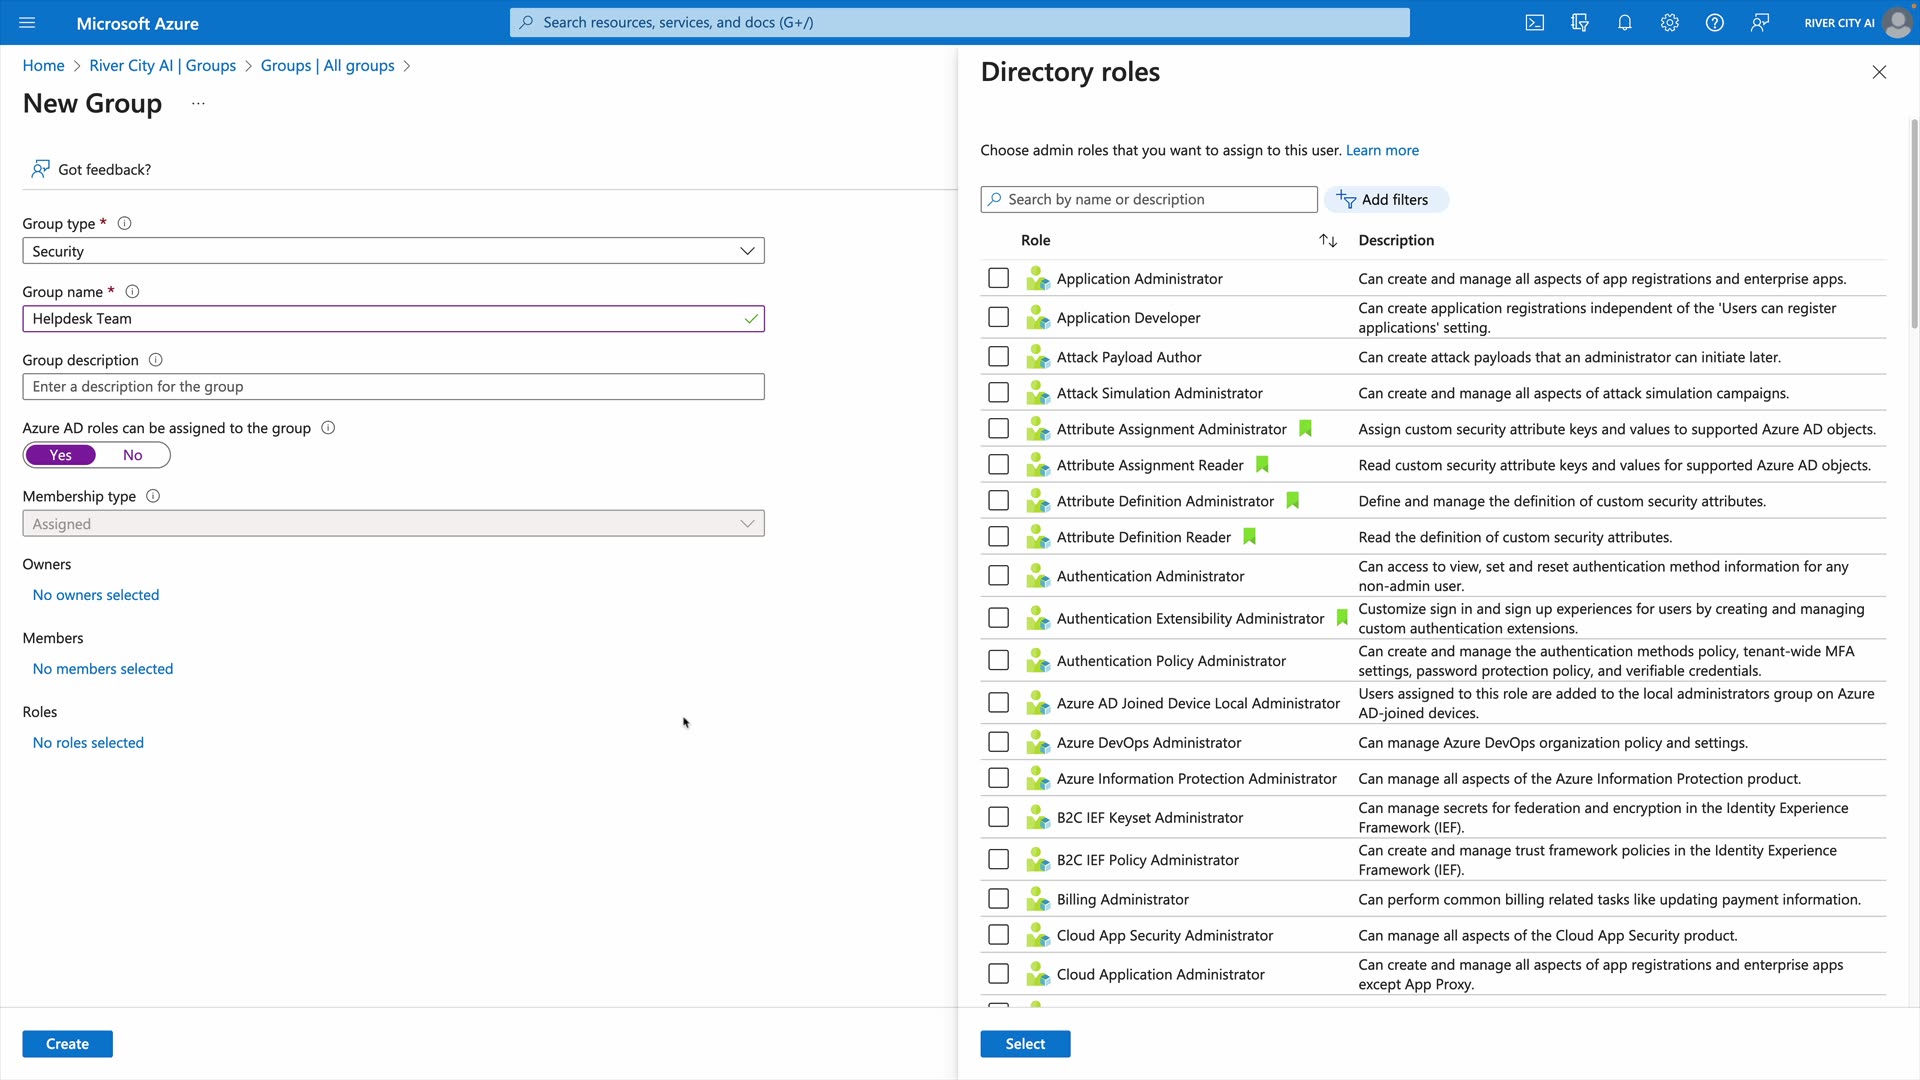 Microsoft Azure
Search resources, services, and docs (G+/)
RIVER CITY AI
Home > River City AI | Groups > Groups | All groups >
New Group ...
Got feedback?
Group type *
Security
Group name *
Helpdesk Team
Group description
Enter a description for the group
Azure AD roles can be assigned to the group
Yes No
Membership type
Assigned
Owners
No owners selected
Members
No members selected
Roles
No roles selected
Create
Directory roles
Choose admin roles that you want to assign to this user. Learn more
Search by name or description
Add filters
Role Description
Application Administrator Can create and manage all aspects of app registrations and enterprise apps.
Application Developer Can create application registrations independent of the 'Users can register
applications' setting.
Attack Payload Author Can create attack payloads that an administrator can initiate later.
Attack Simulation Administrator Can create and manage all aspects of attack simulation campaigns.
Attribute Assignment Administrator Assign custom security attribute keys and values to supported Azure AD objects.
Attribute Assignment Reader Read custom security attribute keys and values for supported Azure AD objects.
Attribute Definition Administrator Define and manage the definition of custom security attributes.
Attribute Definition Reader Read the definition of custom security attributes.
Authentication Administrator Can access to view, set and reset authentication method information for any
non-admin user.
Authentication Extensibility Administrator Customize sign in and sign up experiences for users by creating and managing
custom authentication extensions.
Authentication Policy Administrator Can create and manage the authentication methods policy, tenant-wide MFA
settings, password protection policy, and verifiable credentials.
Azure AD Joined Device Local Administrator Users assigned to this role are added to the local administrators group on Azure
AD-joined devices.
Azure DevOps Administrator Can manage Azure DevOps organization policy and settings.
Azure Information Protection Administrator Can manage all aspects of the Azure Information Protection product.
B2C IEF Keyset Administrator Can manage secrets for federation and encryption in the Identity Experience
Framework (IEF).
B2C IEF Policy Administrator Can create and manage trust framework policies in the Identity Experience
Framework (IEF).
Billing Administrator Can perform common billing related tasks like updating payment information.
Cloud App Security Administrator Can manage all aspects of the Cloud App Security product.
Cloud Application Administrator Can create and manage all aspects of app registrations and enterprise apps
except App Proxy.
Select